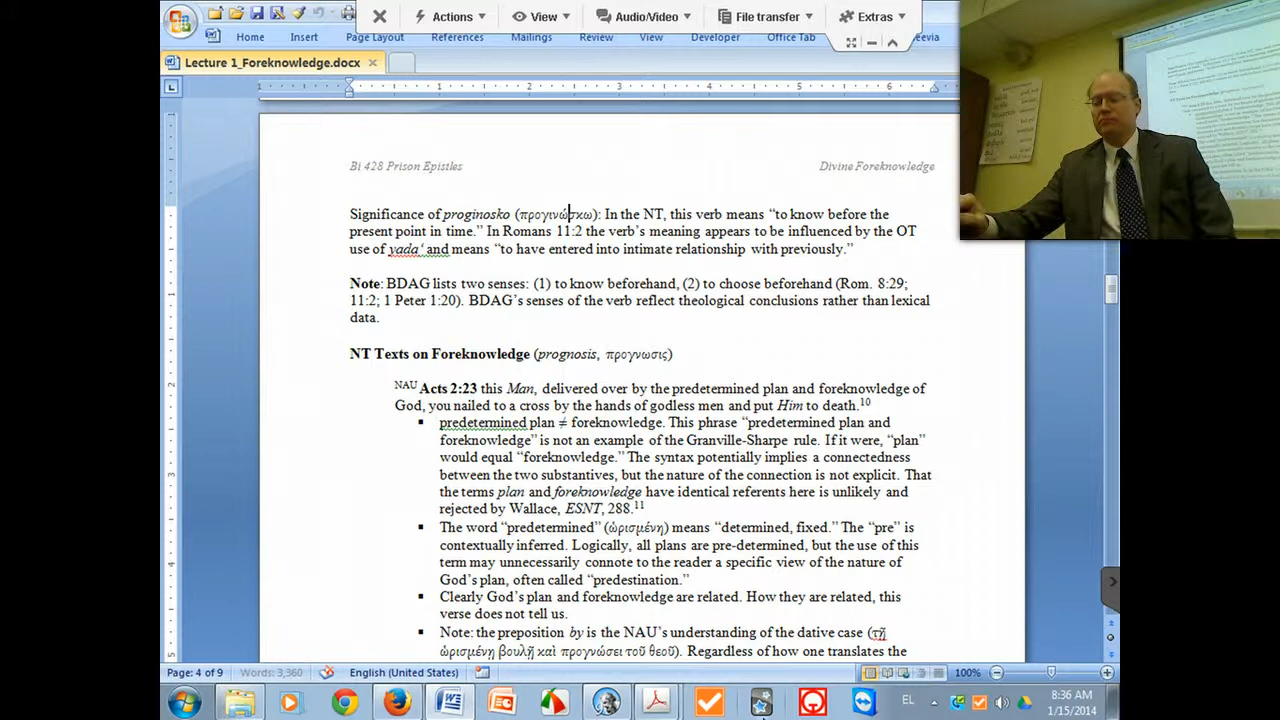 Actions
View
Audio/Video
File transfer
Extras
Home
Insert
Page Layout
References
Mailings
Review
View
Developer
Office Tab
Lecture 1_Foreknowledge.docx
Bi 428 Prison Epistles
Divine Foreknowledge
Significance of proginosko (προγινώσκω): In the NT, this verb means “to know before the
present point in time.” In Romans 11:2 the verb’s meaning appears to be influenced by the OT
use of yada‘ and means “to have entered into intimate relationship with previously.”
Note: BDAG lists two senses: (1) to know beforehand, (2) to choose beforehand (Rom. 8:29;
11:2; 1 Peter 1:20). BDAG’s senses of the verb reflect theological conclusions rather than lexical
data.
NT Texts on Foreknowledge (prognosis, προγνωσις)
NAU Acts 2:23 this Man, delivered over by the predetermined plan and foreknowledge of
God, you nailed to a cross by the hands of godless men and put Him to death.10
▪ predetermined plan ≠ foreknowledge. This phrase “predetermined plan and
foreknowledge” is not an example of the Granville-Sharpe rule. If it were, “plan”
would equal “foreknowledge.” The syntax potentially implies a connectedness
between the two substantives, but the nature of the connection is not explicit. That
the terms plan and foreknowledge have identical referents here is unlikely and
rejected by Wallace, ESNT, 288.11
▪ The word “predetermined” (ὡρισμένη) means “determined, fixed.” The “pre” is
contextually inferred. Logically, all plans are pre-determined, but the use of this
term may unnecessarily connote to the reader a specific view of the nature of
God’s plan, often called “predestination.”
▪ Clearly God’s plan and foreknowledge are related. How they are related, this
verse does not tell us.
▪ Note: the preposition by is the NAU’s understanding of the dative case (τῇ
ὡρισμένῃ βουλῇ καὶ προγνώσει τοῦ θεοῦ). Regardless of how one translates the
Page: 4 of 9
Words: 3,360
English (United States)
100%
EL
8:36 AM
1/15/2014